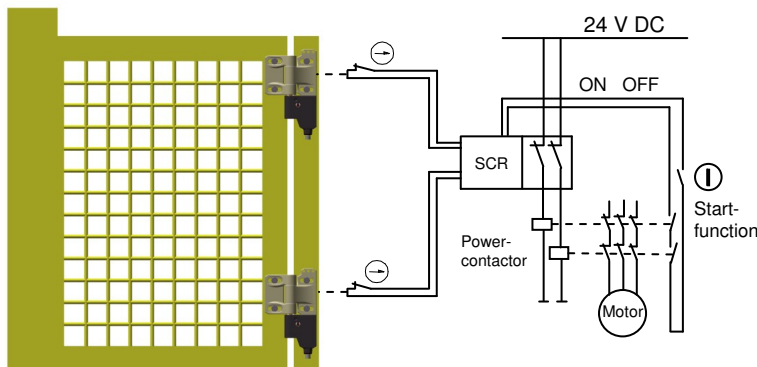 24 V DC
ON OFF
SCR
Start-
function
Power-
contactor
Motor